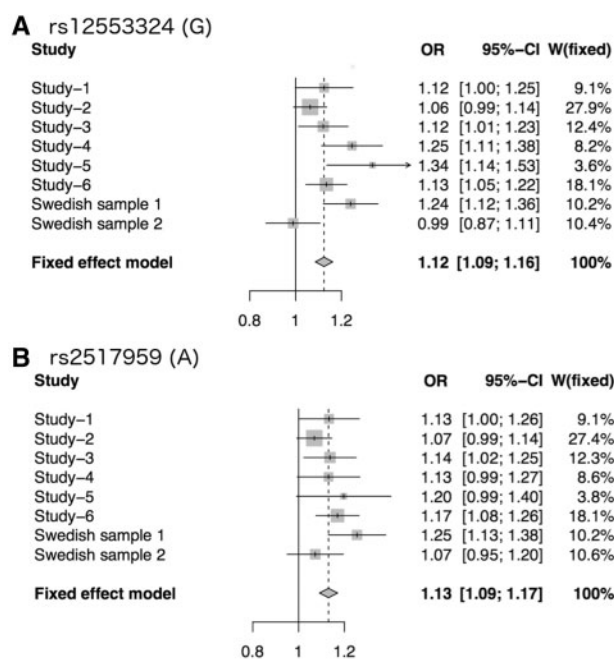 A rs12553324 (G)
Study OR 95%−CI W(fixed)
Study−1 1.12 [1.00; 1.25] 9.1%
Study−2 1.06 [0.99; 1.14] 27.9%
Study−3 1.12 [1.01; 1.23] 12.4%
Study−4 1.25 [1.11; 1.38] 8.2%
Study−5 1.34 [1.14; 1.53] 3.6%
Study−6 1.13 [1.05; 1.22] 18.1%
Swedish sample 1 1.24 [1.12; 1.36] 10.2%
Swedish sample 2 0.99 [0.87; 1.11] 10.4%
Fixed effect model 1.12 [1.09; 1.16] 100%
0.8 1 1.2
B rs2517959 (A)
Study OR 95%−CI W(fixed)
Study−1 1.13 [1.00; 1.26] 9.1%
Study−2 1.07 [0.99; 1.14] 27.4%
Study−3 1.14 [1.02; 1.25] 12.3%
Study−4 1.13 [0.99; 1.27] 8.6%
Study−5 1.20 [0.99; 1.40] 3.8%
Study−6 1.17 [1.08; 1.26] 18.1%
Swedish sample 1 1.25 [1.13; 1.38] 10.2%
Swedish sample 2 1.07 [0.95; 1.20] 10.6%
Fixed effect model 1.13 [1.09; 1.17] 100%
0.8 1 1.2